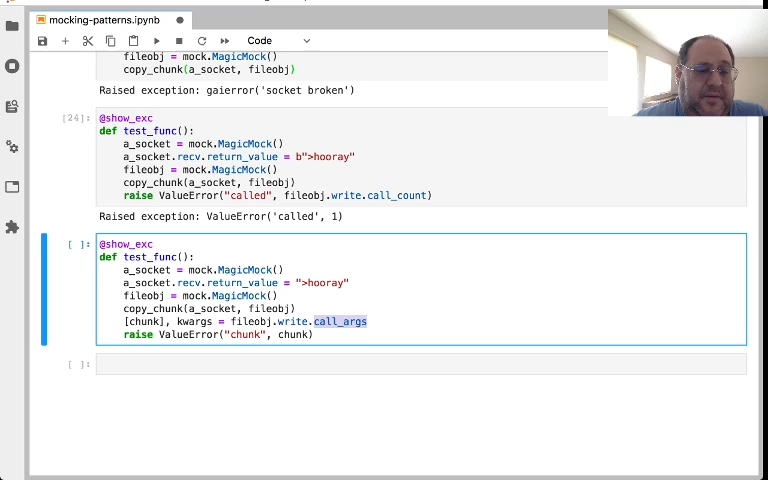 mocking-patterns.ipynb
Code
fileobj = mock.MagicMock()
copy_chunk(a_socket, fileobj)
Raised exception: gaierror('socket broken')
[24]:
@show_exc
def test_func():
a_socket = mock.MagicMock()
a_socket.recv.return_value = b">hooray"
fileobj = mock.MagicMock()
copy_chunk(a_socket, fileobj)
raise ValueError("called", fileobj.write.call_count)
Raised exception: ValueError('called', 1)
[ ]:
@show_exc
def test_func():
a_socket = mock.MagicMock()
a_socket.recv.return_value = ">hooray"
fileobj = mock.MagicMock()
copy_chunk(a_socket, fileobj)
[chunk], kwargs = fileobj.write.call_args
raise ValueError("chunk", chunk)
[ ]: